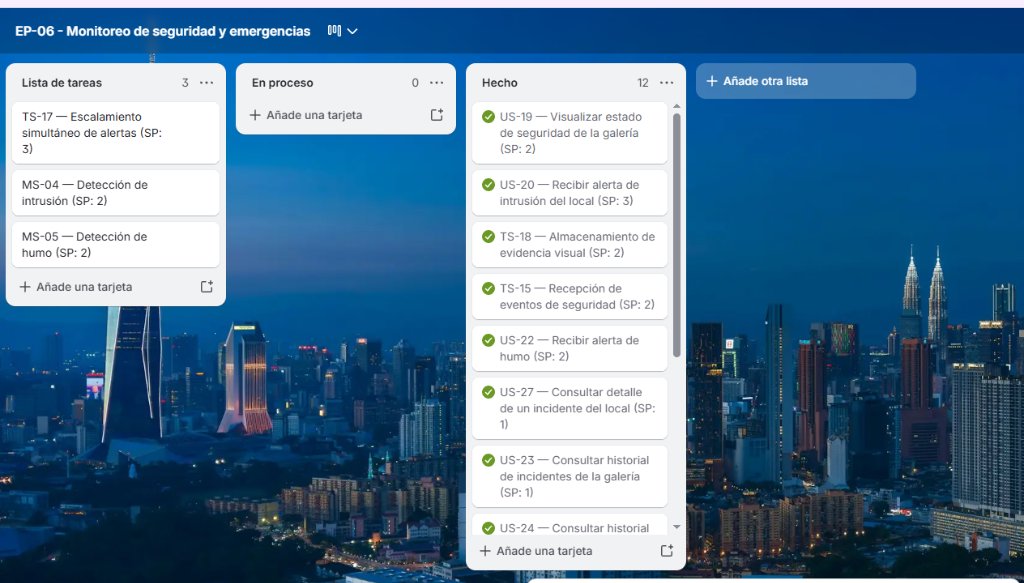 EP-06 - Monitoreo de seguridad y emergencias
Lista de tareas 3
TS-17 — Escalamiento
simultáneo de alertas (SP:
3)
MS-04 — Detección de
intrusión (SP: 2)
MS-05 — Detección de
humo (SP: 2)
+ Añade una tarjeta
En proceso 0
+ Añade una tarjeta
Hecho 12
US-19 — Visualizar estado
de seguridad de la galería
(SP: 2)
US-20 — Recibir alerta de
intrusión del local (SP: 3)
TS-18 — Almacenamiento de
evidencia visual (SP: 2)
TS-15 — Recepción de
eventos de seguridad (SP: 2)
US-22 — Recibir alerta de
humo (SP: 2)
US-27 — Consultar detalle
de un incidente del local (SP:
1)
US-23 — Consultar historial
de incidentes de la galería
(SP: 1)
US-24 — Consultar historial
+ Añade una tarjeta
+ Añade otra lista